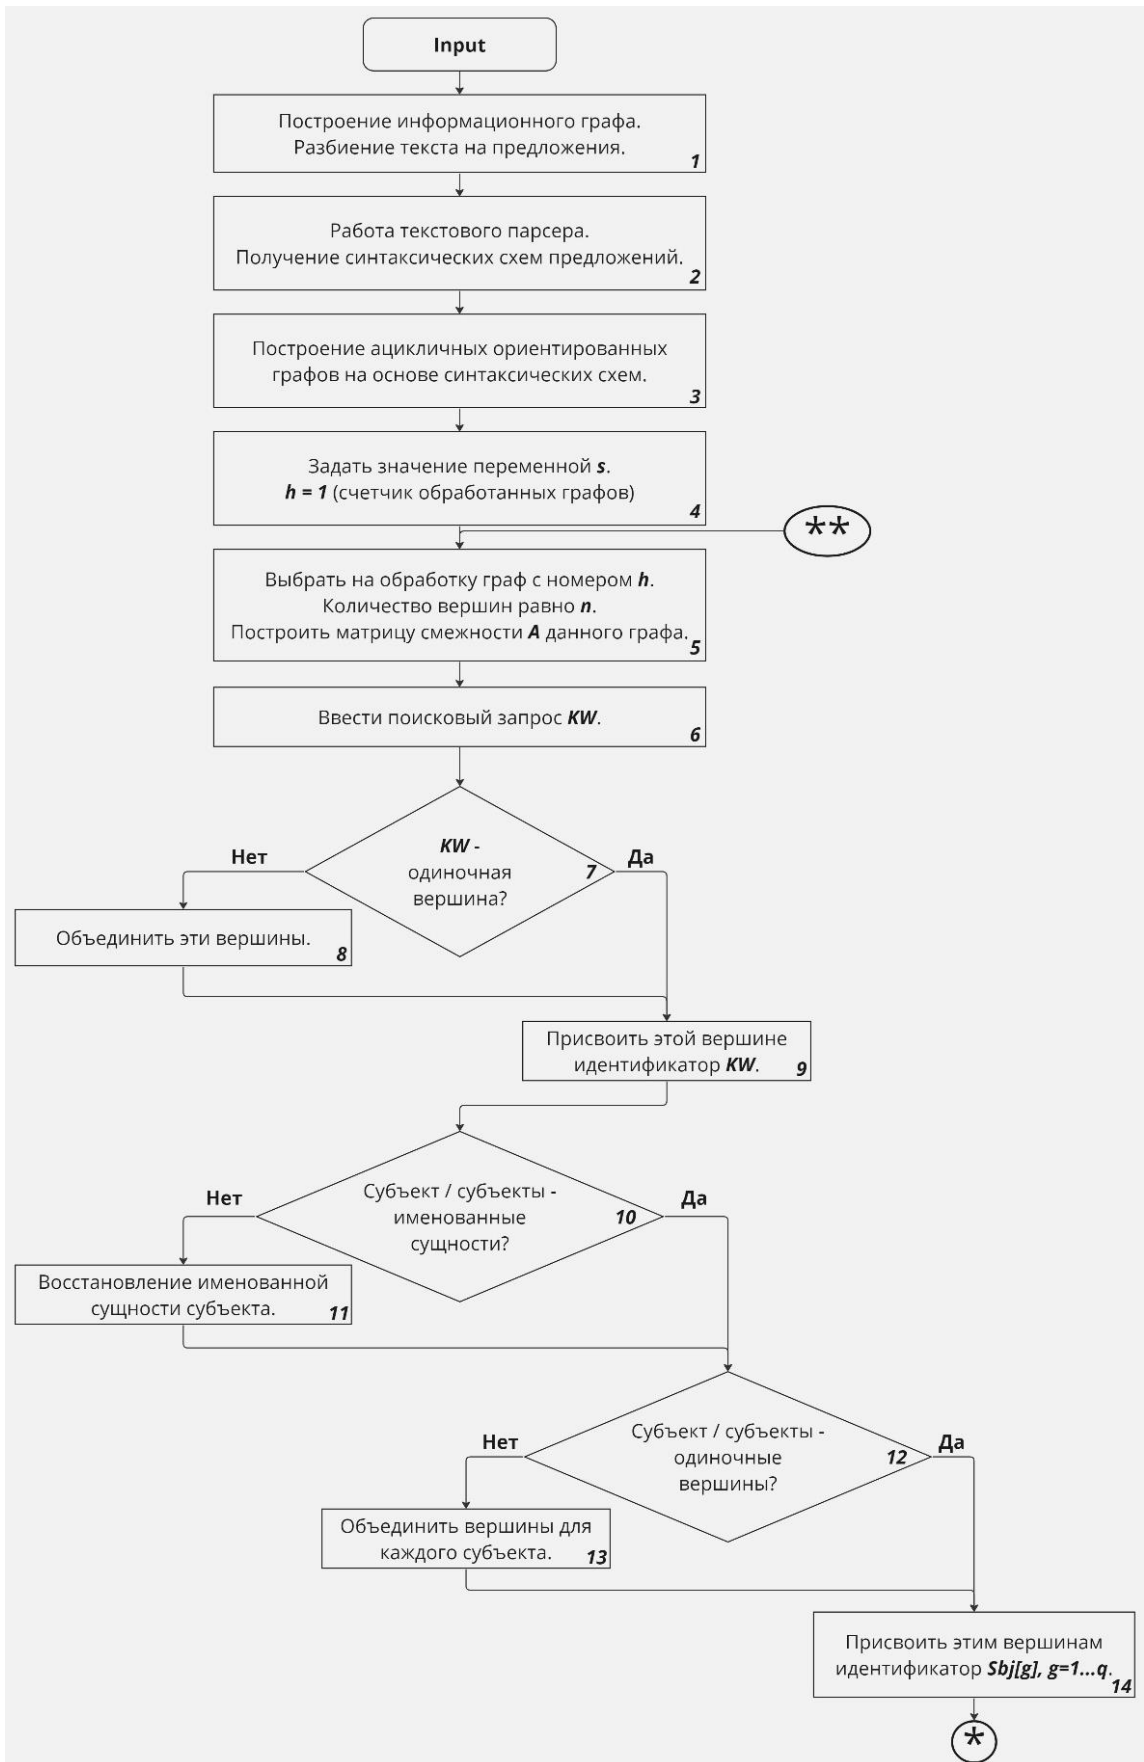 Input
Построение информационного графа.
Разбиение текста на предложения.
1
Работа текстового парсера.
Получение синтаксических схем предложений.
2
Построение ацикличных ориентированных
графов на основе синтаксических схем.
3
Задать значение переменной s.
h = 1 (счетчик обработанных графов)
4
**
Выбрать на обработку граф с номером h.
Количество вершин равно n.
Построить матрицу смежности A данного графа.
5
Ввести поисковый запрос KW.
6
KW -
одиночная
вершина?
7
Нет
Да
Объединить эти вершины.
8
Присвоить этой вершине
идентификатор KW.
9
Субъект / субъекты -
именованные
сущности?
10
Нет
Да
Восстановление именованной
сущности субъекта.
11
Субъект / субъекты -
одиночные
вершины?
12
Нет
Да
Объединить вершины для
каждого субъекта.
13
Присвоить этим вершинам
идентификатор Sbj[g], g=1...q.
14
*